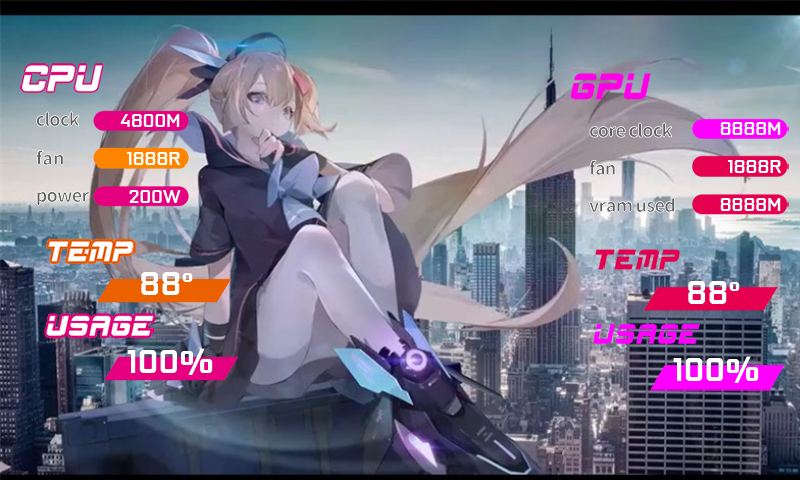 CPU
clock 4800M
fan 1888R
power 200W
TEMP
88°
USAGE
100%
GPU
core clock 8888M
fan 1888R
vram used 8888M
TEMP
88°
USAGE
100%